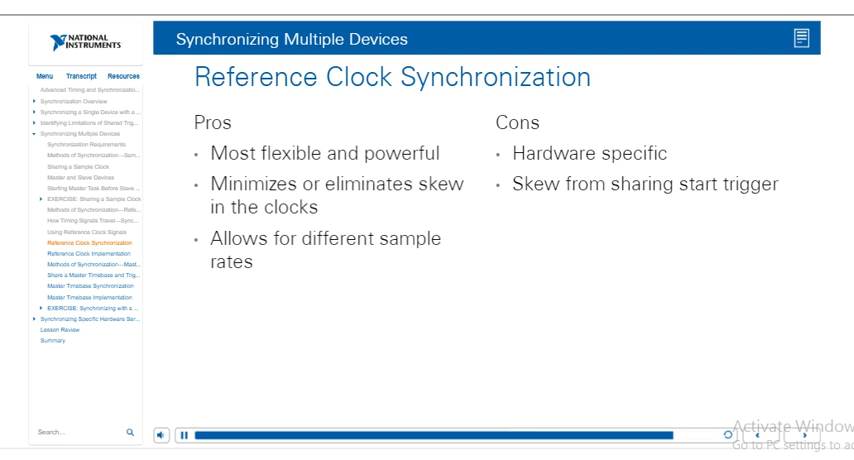 NATIONAL
INSTRUMENTS
Synchronizing Multiple Devices
Menu Transcript Resources
Advanced Timing and Synchronizatio...
Synchronization Overview
Synchronizing a Single Device with a ...
Identifying Limitations of Shared Trig...
Synchronizing Multiple Devices
Synchronization Requirements
Methods of Synchronization—Sam...
Sharing a Sample Clock
Master and Slave Devices
Starting Master Task Before Slave ...
EXERCISE: Sharing a Sample Clock
Methods of Synchronization—Refe...
How Timing Signals Travel—Sync...
Using Reference Clock Signals
Reference Clock Synchronization
Reference Clock Implementation
Methods of Synchronization—Mast...
Share a Master Timebase and Trig...
Master Timebase Synchronization
Master Timebase Implementation
EXERCISE: Synchronizing with a ...
Synchronizing Specific Hardware Ser...
Lesson Review
Summary
Search...
Reference Clock Synchronization
Pros
• Most flexible and powerful
• Minimizes or eliminates skew
in the clocks
• Allows for different sample
rates
Cons
• Hardware specific
• Skew from sharing start trigger
Activate Window
Go to PC settings to a